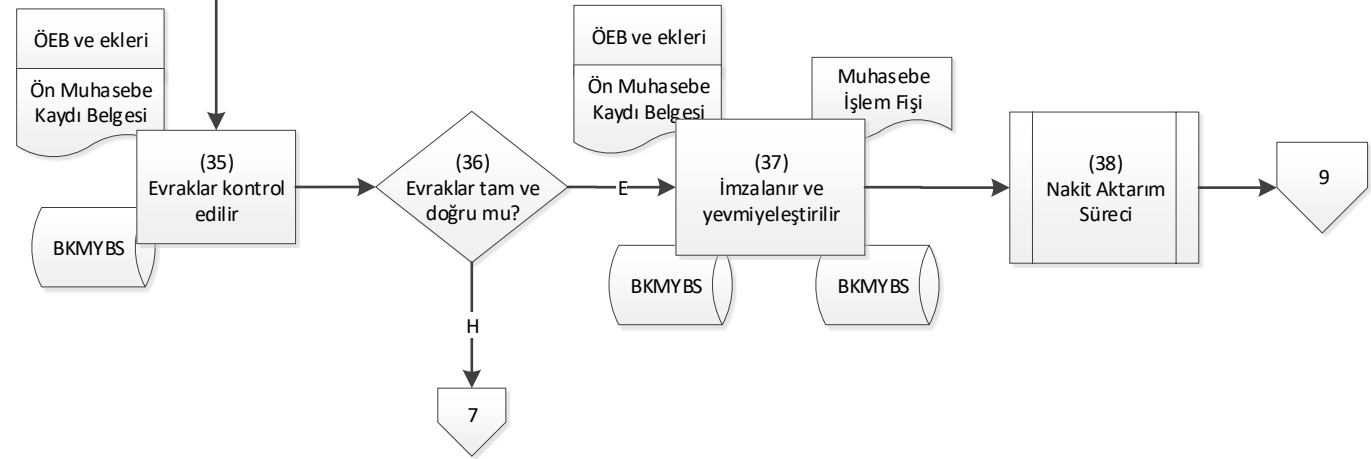 ÖEB ve ekleri
Ön Muhasebe
Kaydı Belgesi
(35)
Evraklar kontrol
edilir
BKMYBS
(36)
Evraklar tam ve
doğru mu?
E
H
7
ÖEB ve ekleri
Ön Muhasebe
Kaydı Belgesi
Muhasebe
İşlem Fişi
(37)
İmzalanır ve
yevmiyeleştirilir
BKMYBS
BKMYBS
(38)
Nakit Aktarım
Süreci
9